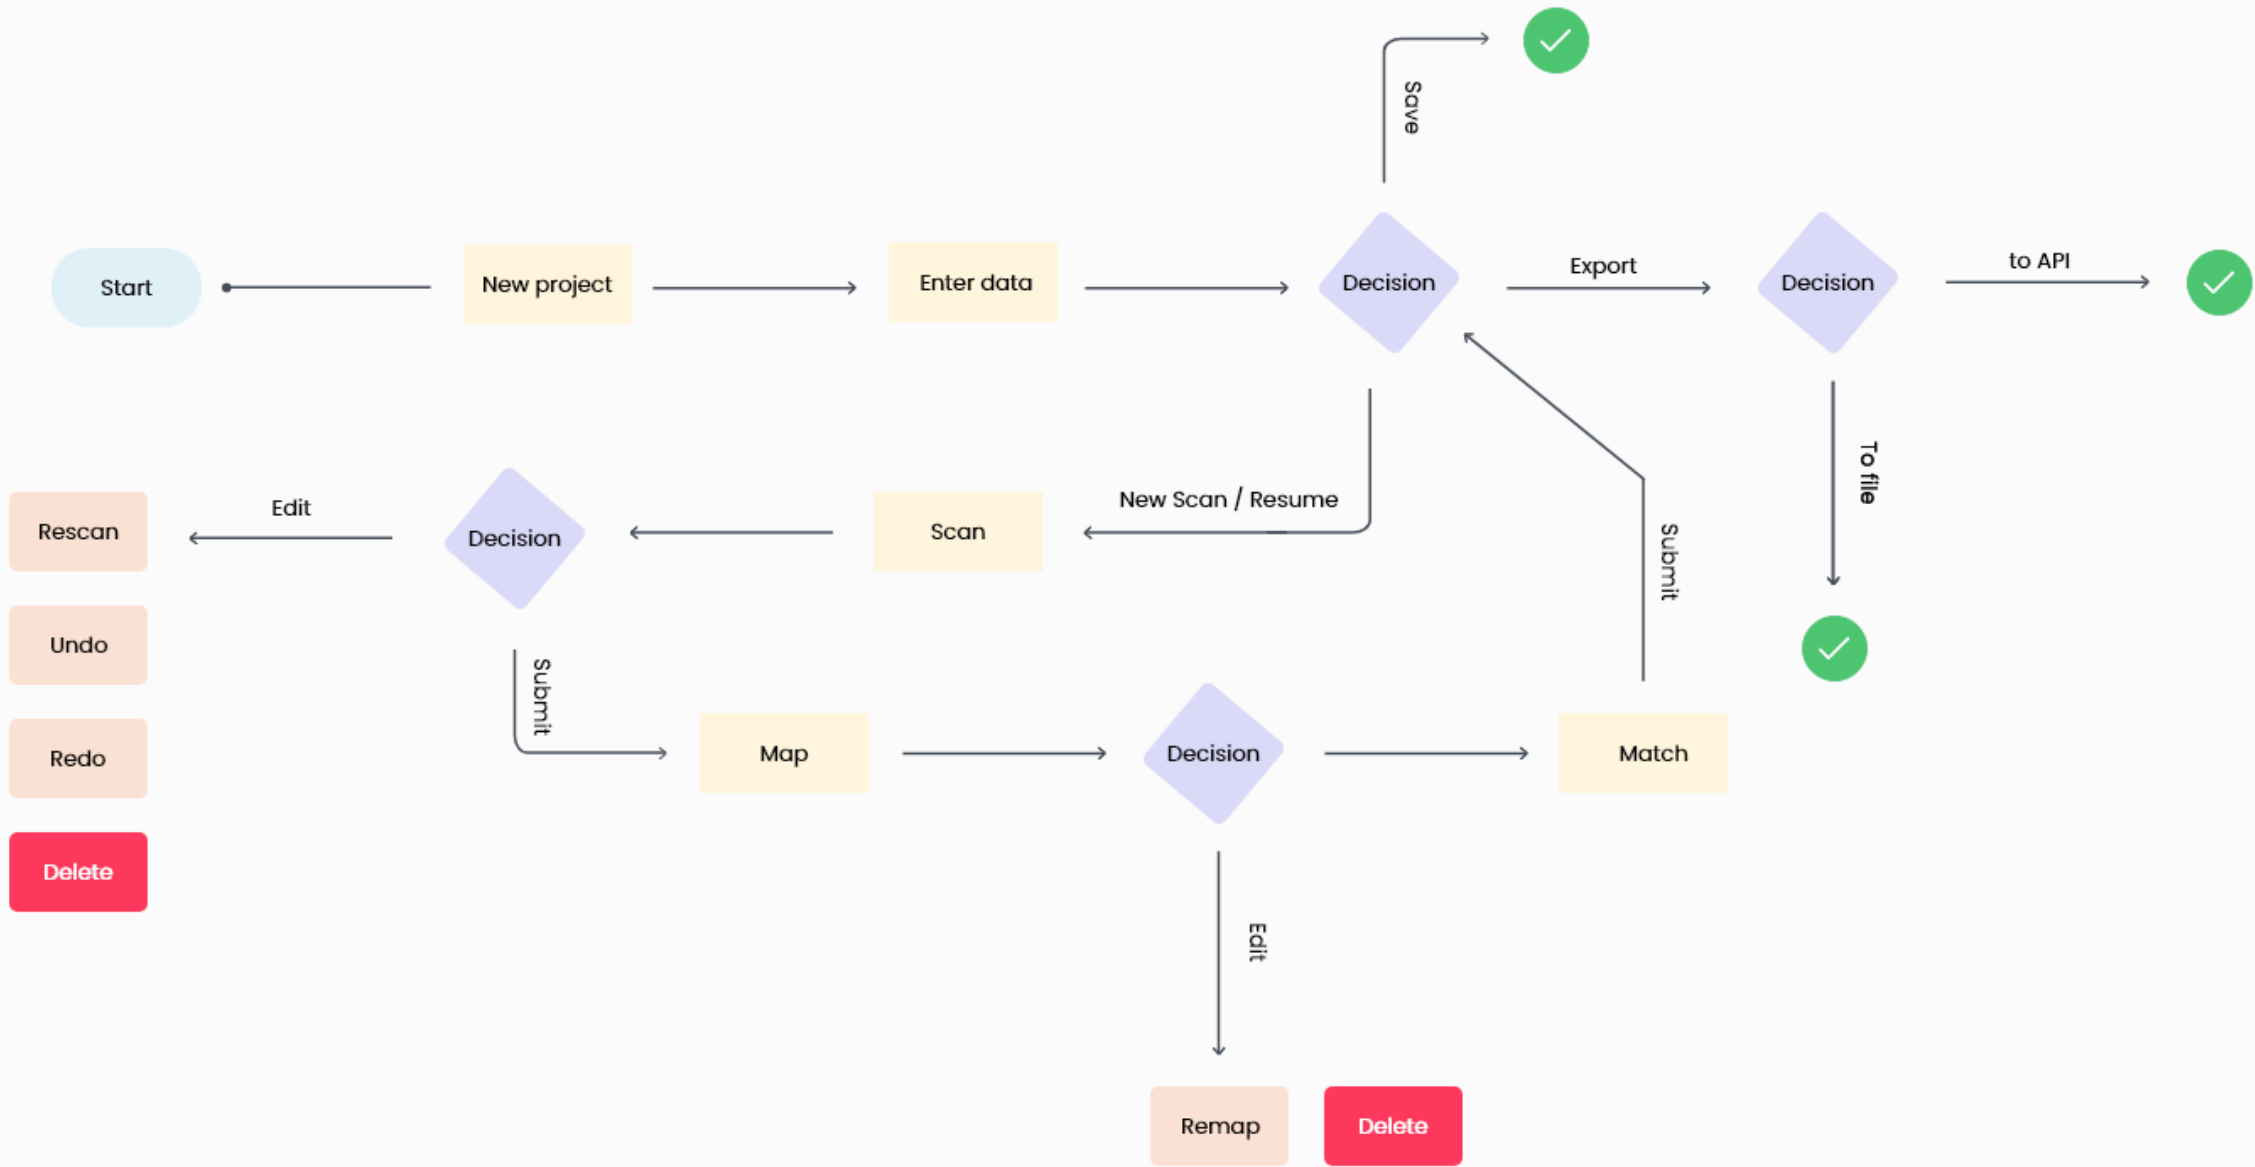 Save
Start
New project
Enter data
Decision
Export
Decision
to API
To file
Rescan
Edit
Decision
Scan
New Scan / Resume
Submit
Undo
Submit
Redo
Map
Decision
Match
Delete
Edit
Remap
Delete